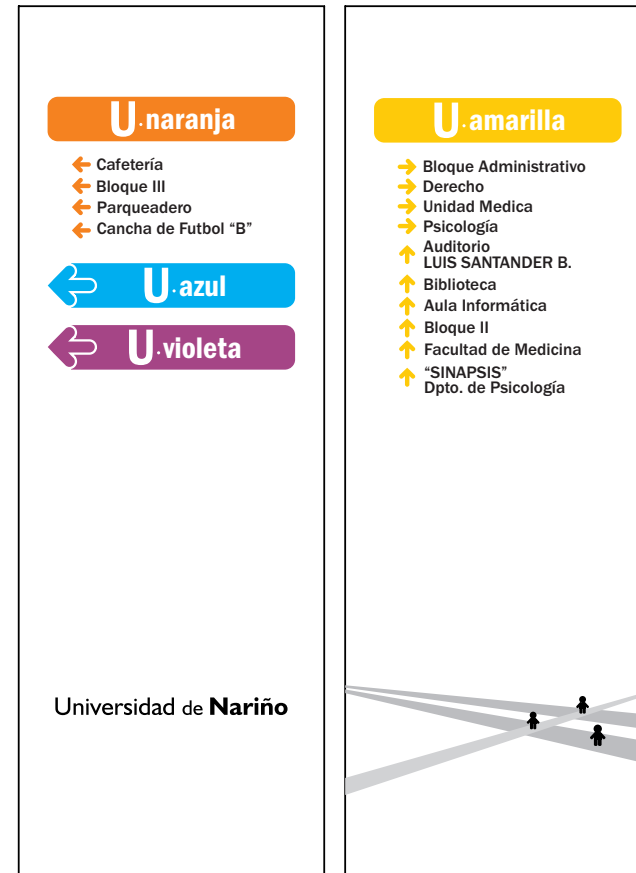 U·naranja
Cafetería
Bloque III
Parqueadero
Cancha de Futbol “B”
U·azul
U·violeta
Universidad de Nariño
U·amarilla
Bloque Administrativo
Derecho
Unidad Medica
Psicología
Auditorio
LUIS SANTANDER B.
Biblioteca
Aula Informática
Bloque II
Facultad de Medicina
“SINAPSIS”
Dpto. de Psicología